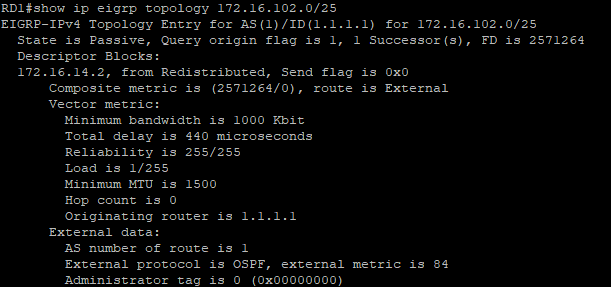 RD1#show ip eigrp topology 172.16.102.0/25
EIGRP-IPv4 Topology Entry for AS(1)/ID(1.1.1.1) for 172.16.102.0/25
State is Passive, Query origin flag is 1, 1 Successor(s), FD is 2571264
Descriptor Blocks:
172.16.14.2, from Redistributed, Send flag is 0x0
Composite metric is (2571264/0), route is External
Vector metric:
Minimum bandwidth is 1000 Kbit
Total delay is 440 microseconds
Reliability is 255/255
Load is 1/255
Minimum MTU is 1500
Hop count is 0
Originating router is 1.1.1.1
External data:
AS number of route is 1
External protocol is OSPF, external metric is 84
Administrator tag is 0 (0x00000000)